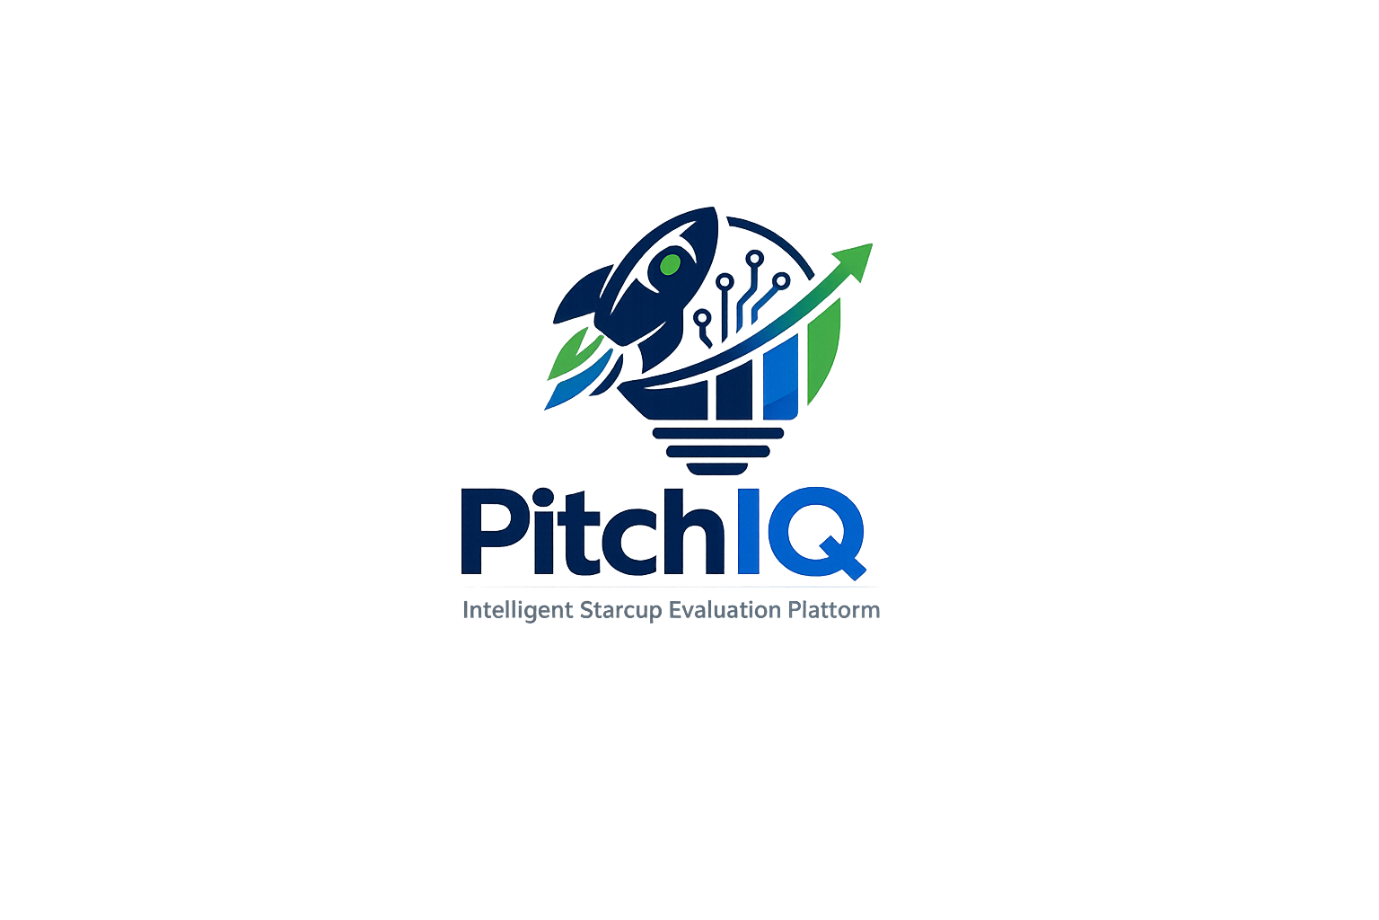 PitchIQ
Intelligent Starcup Evaluation Plattorm